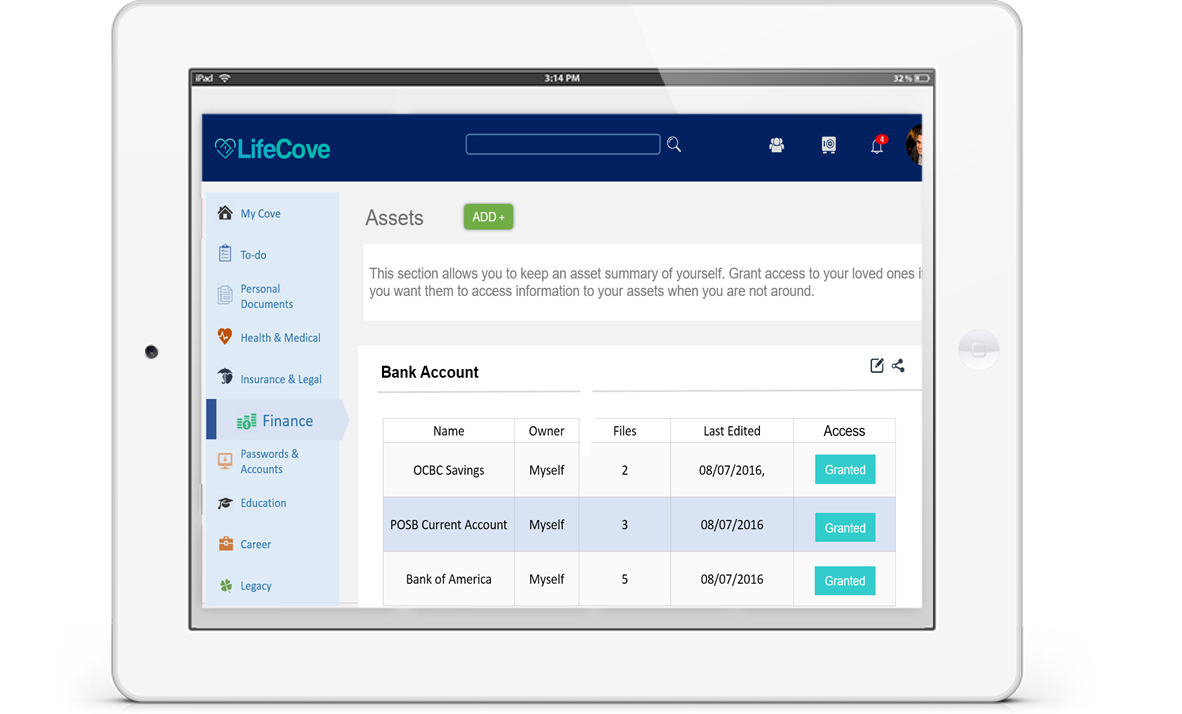 iPad 3:14 PM 32 %
LifeCove
4
My Cove
To-do
Personal
Documents
Health & Medical
Insurance & Legal
Finance
Passwords &
Accounts
Education
Career
Legacy
Assets ADD +
This section allows you to keep an asset summary of yourself. Grant access to your loved ones
you want them to access information to your assets when you are not around.
Bank Account
Name Owner Files Last Edited Access
OCBC Savings Myself 2 08/07/2016, Granted
POSB Current Account Myself 3 08/07/2016 Granted
Bank of America Myself 5 08/07/2016 Granted